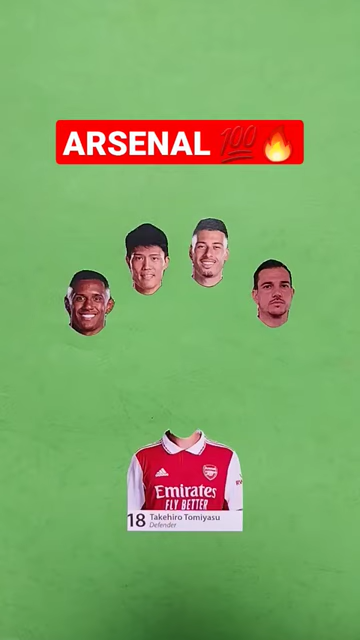 ARSENAL 💯🔥
Emirates
FLY BETTER
18 Takehiro Tomiyasu
Defender